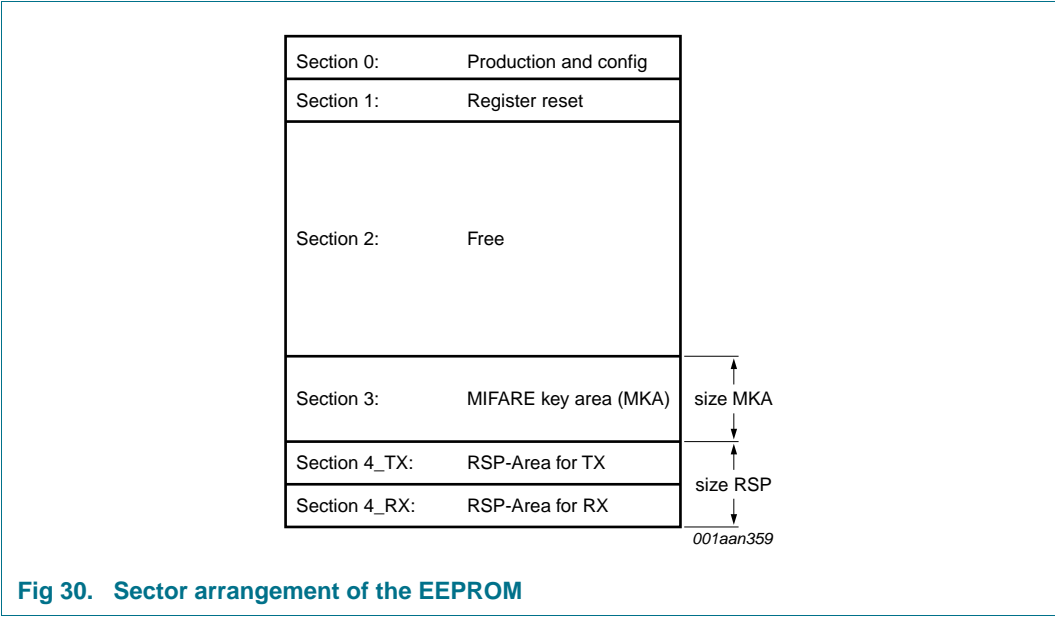 Section 0: Production and config
Section 1: Register reset
Section 2: Free
Section 3: MIFARE key area (MKA) size MKA
Section 4_TX: RSP-Area for TX
size RSP
Section 4_RX: RSP-Area for RX
001aan359
Fig 30. Sector arrangement of the EEPROM